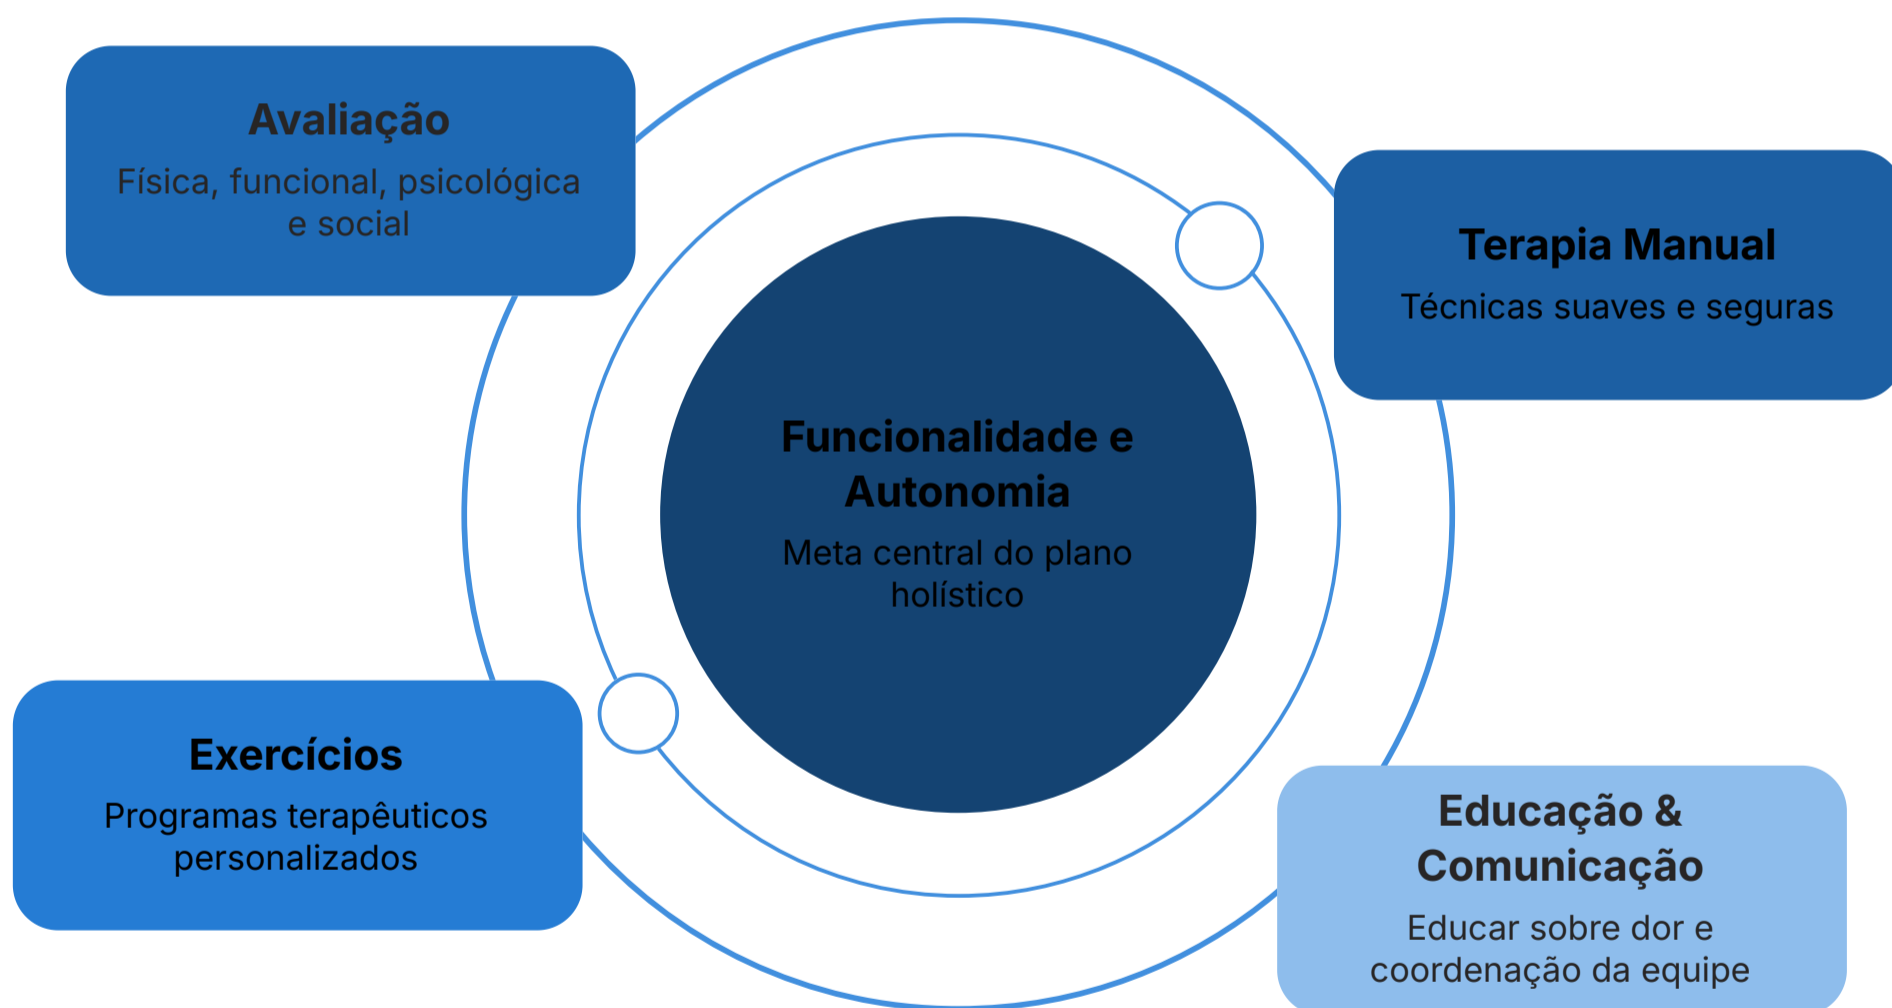 Avaliação
Física, funcional, psicológica
e social
Terapia Manual
Técnicas suaves e seguras
Funcionalidade e
Autonomia
Meta central do plano
holístico
Exercícios
Programas terapêuticos
personalizados
Educação &
Comunicação
Educar sobre dor e
coordenação da equipe